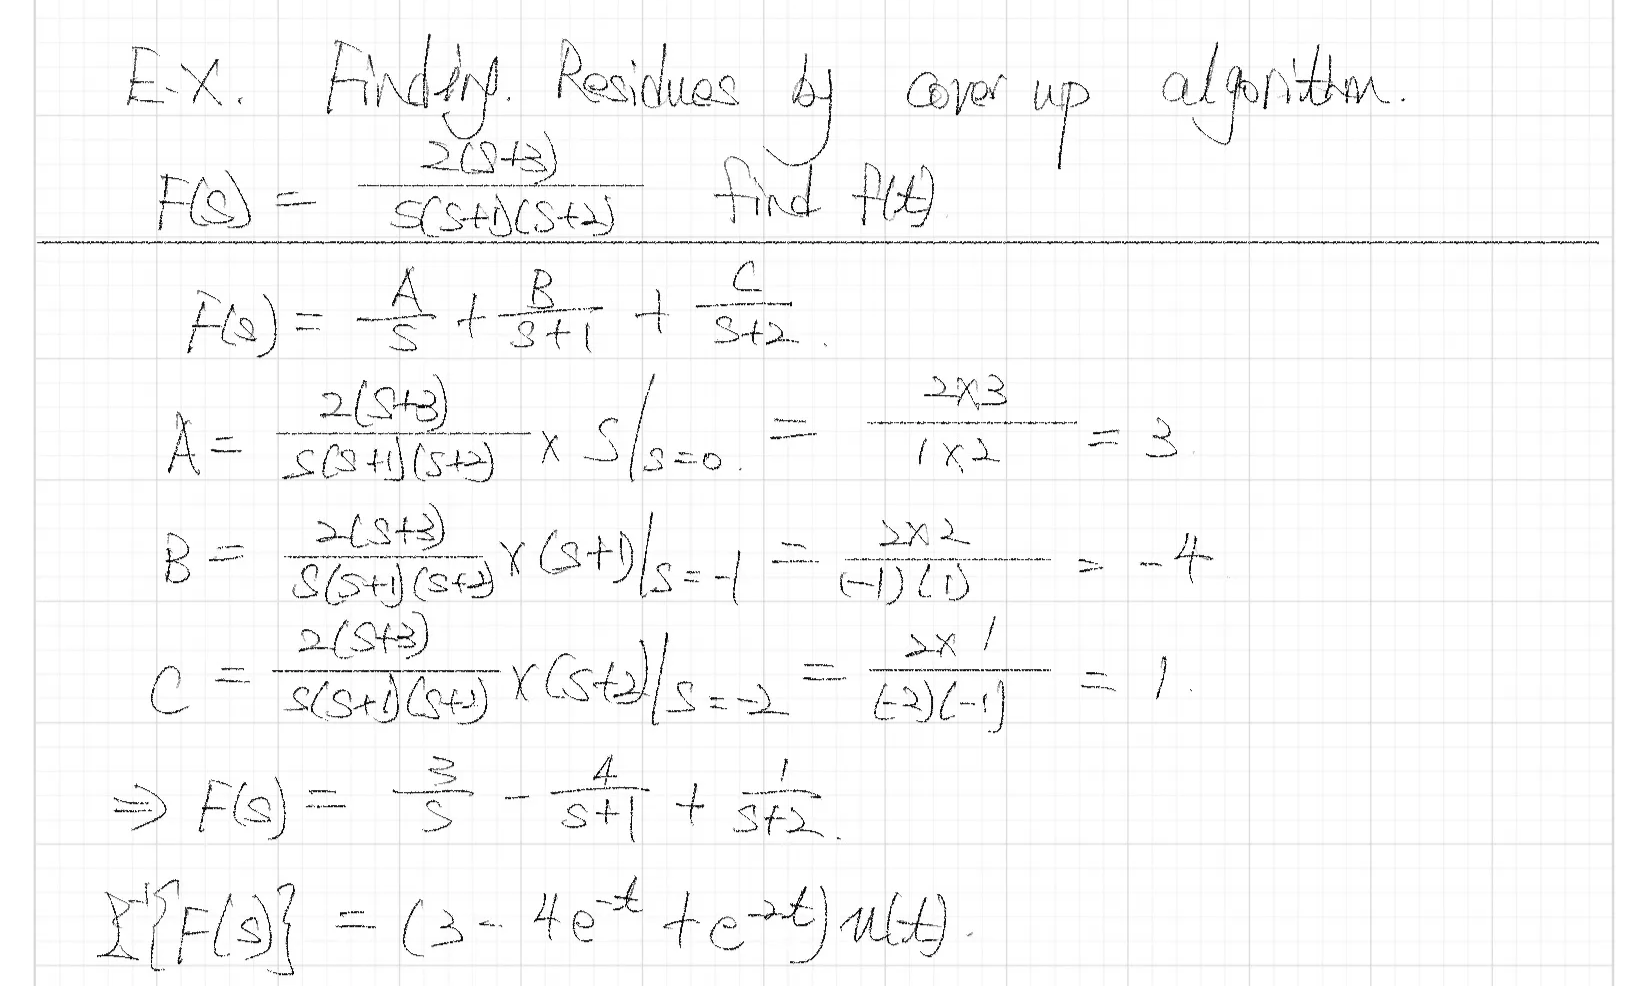 EX. Finding. Residues by cover up algorithm.
F(s) = 2(s+3) / s(s+1)(s+2) find f(t).
F(s) = A/s + B/s+1 + C/s+2.
A = 2(s+3) / s(s+1)(s+2) × s |s=0. = 2×3 / 1×2 = 3.
B = 2(s+3) / s(s+1)(s+2) × (s+1) |s=-1 = 2×2 / (-1)(1) = -4
C = 2(s+3) / s(s+1)(s+2) × (s+2) |s=-2 = 2×1 / (-2)(-1) = 1.
⇒ F(s) = 3/s - 4/s+1 + 1/s+2.
ℒ⁻¹{F(s)} = (3 - 4e^-t + e^-2t) u(t).